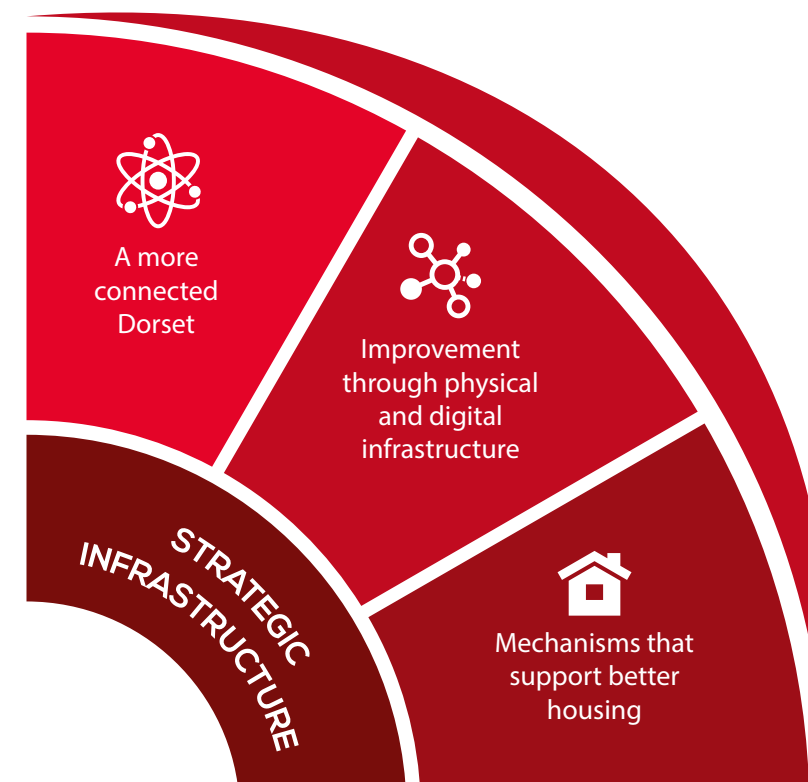 A more
connected
Dorset
Improvement
through physical
and digital
infrastructure
Mechanisms that
support better
housing
STRATEGIC
INFRASTRUCTURE